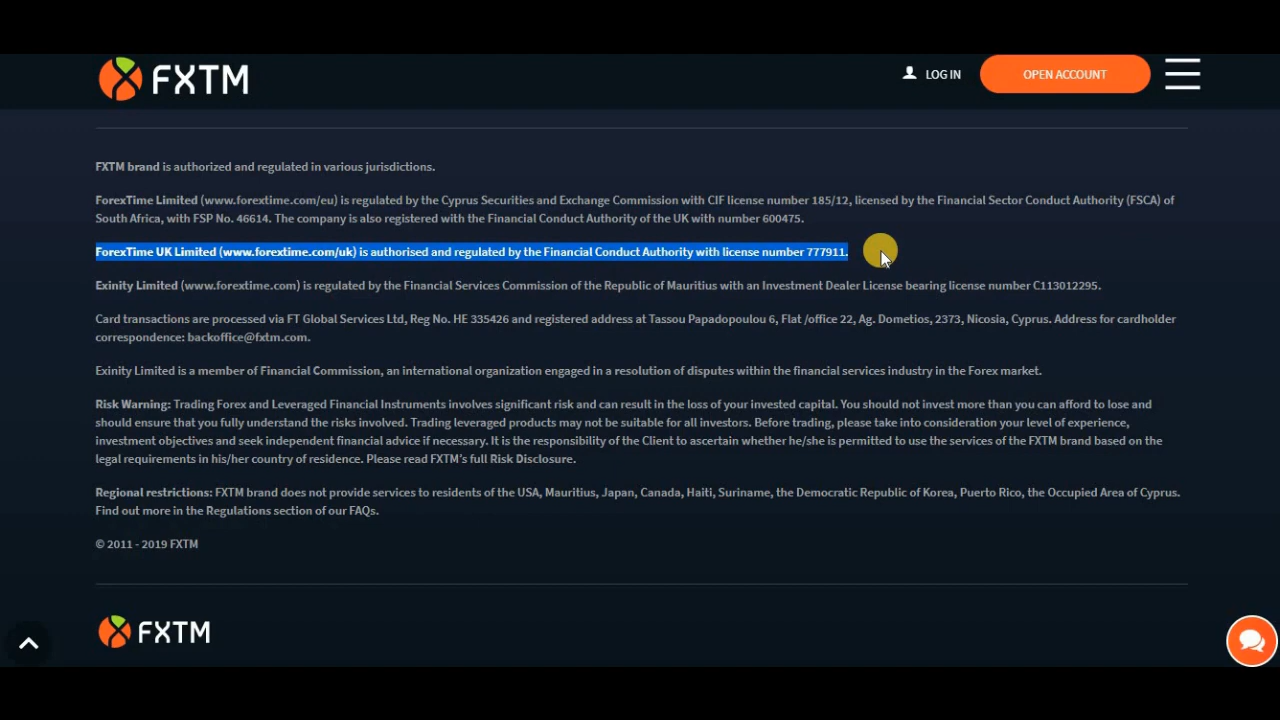 FXTM
LOG IN
OPEN ACCOUNT
FXTM brand is authorized and regulated in various jurisdictions.
ForexTime Limited (www.forextime.com/eu) is regulated by the Cyprus Securities and Exchange Commission with CIF license number 185/12, licensed by the Financial Sector Conduct Authority (FSCA) of
South Africa, with FSP No. 46614. The company is also registered with the Financial Conduct Authority of the UK with number 600475.
ForexTime UK Limited (www.forextime.com/uk) is authorised and regulated by the Financial Conduct Authority with license number 777911.
Exinity Limited (www.forextime.com) is regulated by the Financial Services Commission of the Republic of Mauritius with an Investment Dealer License bearing license number C113012295.
Card transactions are processed via FT Global Services Ltd, Reg No. HE 335426 and registered address at Tassou Papadopoulou 6, Flat /office 22, Ag. Dometios, 2373, Nicosia, Cyprus. Address for cardholder
correspondence: backoffice@fxtm.com.
Exinity Limited is a member of Financial Commission, an international organization engaged in a resolution of disputes within the financial services industry in the Forex market.
Risk Warning: Trading Forex and Leveraged Financial Instruments involves significant risk and can result in the loss of your invested capital. You should not invest more than you can afford to lose and
should ensure that you fully understand the risks involved. Trading leveraged products may not be suitable for all investors. Before trading, please take into consideration your level of experience,
investment objectives and seek independent financial advice if necessary. It is the responsibility of the Client to ascertain whether he/she is permitted to use the services of the FXTM brand based on the
legal requirements in his/her country of residence. Please read FXTM's full Risk Disclosure.
Regional restrictions: FXTM brand does not provide services to residents of the USA, Mauritius, Japan, Canada, Haiti, Suriname, the Democratic Republic of Korea, Puerto Rico, the Occupied Area of Cyprus.
Find out more in the Regulations section of our FAQs.
© 2011 - 2019 FXTM
FXTM